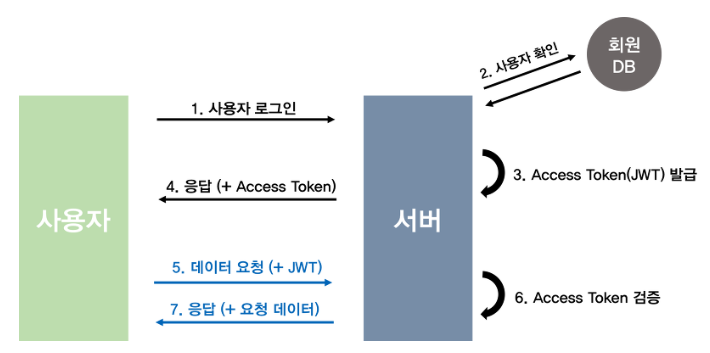 회원
DB
2. 사용자 확인
1. 사용자 로그인
3. Access Token(JWT) 발급
4. 응답 (+ Access Token)
사용자
서버
5. 데이터 요청 (+ JWT)
6. Access Token 검증
7. 응답 (+ 요청 데이터)